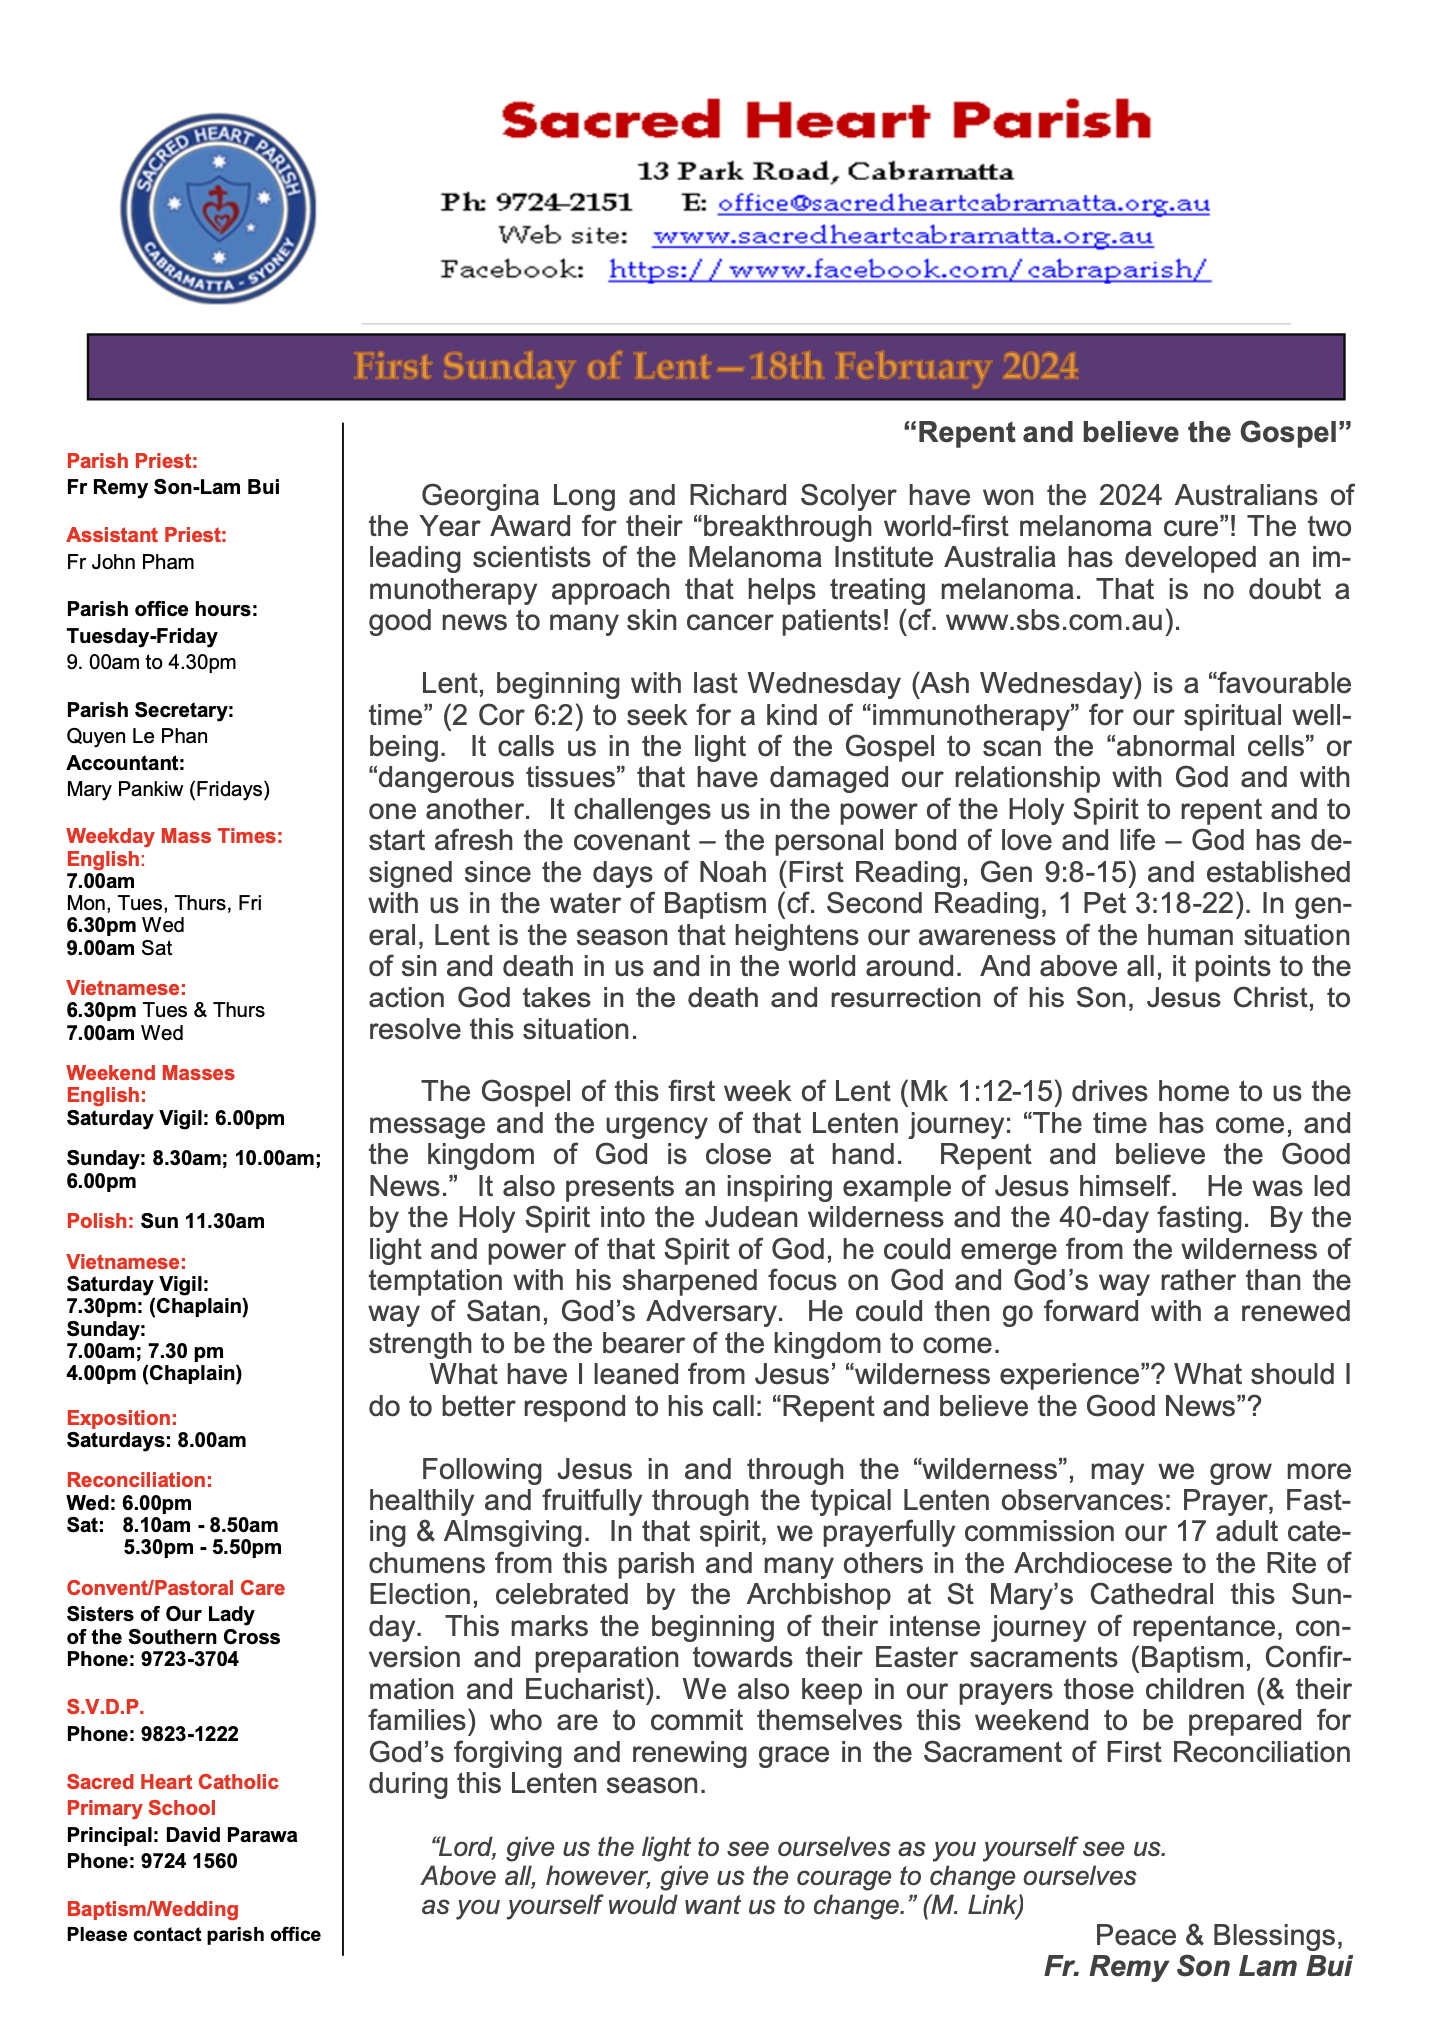 SACRED HEART PARISH
CABRAMATTA - SYDNEY
Sacred Heart Parish
13 Park Road, Cabramatta
Ph: 9724-2151 E: office@sacredheartcabramatta.org.au
Web site: www.sacredheartcabramatta.org.au
Facebook: https://www.facebook.com/cabraparish/
First Sunday of Lent—18th February 2024
Parish Priest:
Fr Remy Son-Lam Bui
Assistant Priest:
Fr John Pham
Parish office hours:
Tuesday-Friday
9. 00am to 4.30pm
Parish Secretary:
Quyen Le Phan
Accountant:
Mary Pankiw (Fridays)
Weekday Mass Times:
English:
7.00am
Mon, Tues, Thurs, Fri
6.30pm Wed
9.00am Sat
Vietnamese:
6.30pm Tues & Thurs
7.00am Wed
Weekend Masses
English:
Saturday Vigil: 6.00pm
Sunday: 8.30am; 10.00am;
6.00pm
Polish: Sun 11.30am
Vietnamese:
Saturday Vigil:
7.30pm: (Chaplain)
Sunday:
7.00am; 7.30 pm
4.00pm (Chaplain)
Exposition:
Saturdays: 8.00am
Reconciliation:
Wed: 6.00pm
Sat: 8.10am - 8.50am
5.30pm - 5.50pm
Convent/Pastoral Care
Sisters of Our Lady
of the Southern Cross
Phone: 9723-3704
S.V.D.P.
Phone: 9823-1222
Sacred Heart Catholic
Primary School
Principal: David Parawa
Phone: 9724 1560
Baptism/Wedding
Please contact parish office
“Repent and believe the Gospel”
Georgina Long and Richard Scolyer have won the 2024 Australians of
the Year Award for their “breakthrough world-first melanoma cure”! The two
leading scientists of the Melanoma Institute Australia has developed an im-
munotherapy approach that helps treating melanoma. That is no doubt a
good news to many skin cancer patients! (cf. www.sbs.com.au).
Lent, beginning with last Wednesday (Ash Wednesday) is a “favourable
time” (2 Cor 6:2) to seek for a kind of “immunotherapy” for our spiritual well-
being. It calls us in the light of the Gospel to scan the “abnormal cells” or
“dangerous tissues” that have damaged our relationship with God and with
one another. It challenges us in the power of the Holy Spirit to repent and to
start afresh the covenant – the personal bond of love and life – God has de-
signed since the days of Noah (First Reading, Gen 9:8-15) and established
with us in the water of Baptism (cf. Second Reading, 1 Pet 3:18-22). In gen-
eral, Lent is the season that heightens our awareness of the human situation
of sin and death in us and in the world around. And above all, it points to the
action God takes in the death and resurrection of his Son, Jesus Christ, to
resolve this situation.
The Gospel of this first week of Lent (Mk 1:12-15) drives home to us the
message and the urgency of that Lenten journey: “The time has come, and
the kingdom of God is close at hand. Repent and believe the Good
News.” It also presents an inspiring example of Jesus himself. He was led
by the Holy Spirit into the Judean wilderness and the 40-day fasting. By the
light and power of that Spirit of God, he could emerge from the wilderness of
temptation with his sharpened focus on God and God’s way rather than the
way of Satan, God’s Adversary. He could then go forward with a renewed
strength to be the bearer of the kingdom to come.
What have I leaned from Jesus’ “wilderness experience”? What should I
do to better respond to his call: “Repent and believe the Good News”?
Following Jesus in and through the “wilderness”, may we grow more
healthily and fruitfully through the typical Lenten observances: Prayer, Fast-
ing & Almsgiving. In that spirit, we prayerfully commission our 17 adult cate-
chumens from this parish and many others in the Archdiocese to the Rite of
Election, celebrated by the Archbishop at St Mary’s Cathedral this Sun-
day. This marks the beginning of their intense journey of repentance, con-
version and preparation towards their Easter sacraments (Baptism, Confir-
mation and Eucharist). We also keep in our prayers those children (& their
families) who are to commit themselves this weekend to be prepared for
God’s forgiving and renewing grace in the Sacrament of First Reconciliation
during this Lenten season.
“Lord, give us the light to see ourselves as you yourself see us.
Above all, however, give us the courage to change ourselves
as you yourself would want us to change.” (M. Link)
Peace & Blessings,
Fr. Remy Son Lam Bui